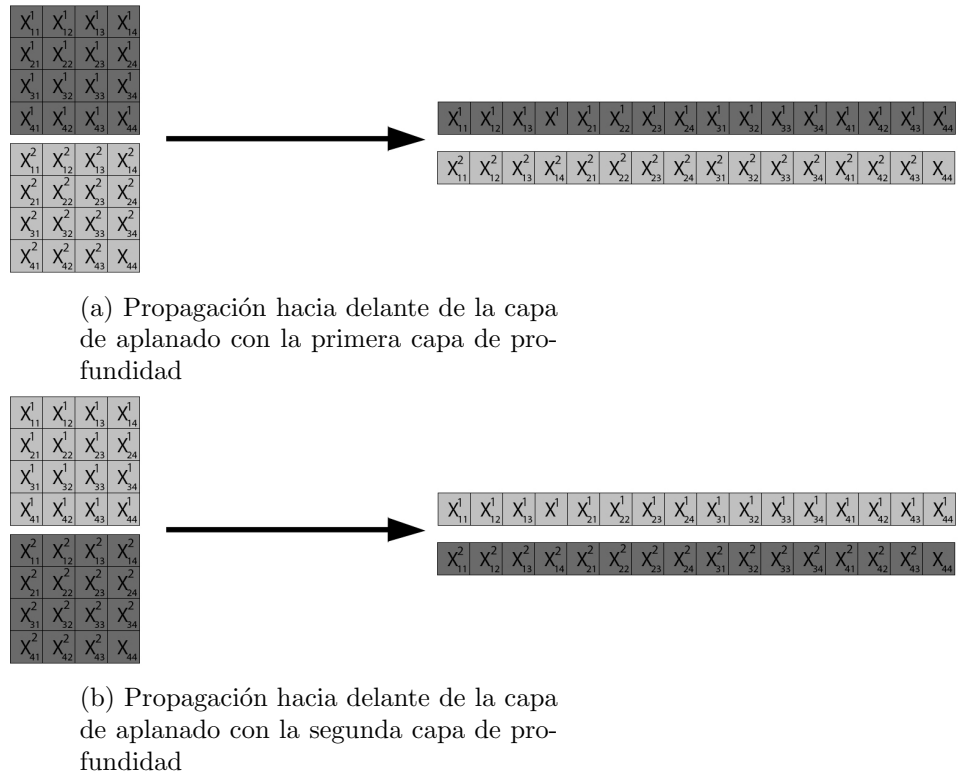 X¹₁₁ X¹₁₂ X¹₁₃ X¹₁₄
X¹₂₁ X¹₂₂ X¹₂₃ X¹₂₄
X¹₃₁ X¹₃₂ X¹₃₃ X¹₃₄
X¹₄₁ X¹₄₂ X¹₄₃ X¹₄₄
X²₁₁ X²₁₂ X²₁₃ X²₁₄
X²₂₁ X²₂₂ X²₂₃ X²₂₄
X²₃₁ X²₃₂ X²₃₃ X²₃₄
X²₄₁ X²₄₂ X²₄₃ X₄₄
X¹₁₁ X¹₁₂ X¹₁₃ X¹ X¹₂₁ X¹₂₂ X¹₂₃ X¹₂₄ X¹₃₁ X¹₃₂ X¹₃₃ X¹₃₄ X¹₄₁ X¹₄₂ X¹₄₃ X¹₄₄
X²₁₁ X²₁₂ X²₁₃ X²₁₄ X²₂₁ X²₂₂ X²₂₃ X²₂₄ X²₃₁ X²₃₂ X²₃₃ X²₃₄ X²₄₁ X²₄₂ X²₄₃ X₄₄
(a) Propagación hacia delante de la capa
de aplanado con la primera capa de pro-
fundidad
X¹₁₁ X¹₁₂ X¹₁₃ X¹₁₄
X¹₂₁ X¹₂₂ X¹₂₃ X¹₂₄
X¹₃₁ X¹₃₂ X¹₃₃ X¹₃₄
X¹₄₁ X¹₄₂ X¹₄₃ X¹₄₄
X²₁₁ X²₁₂ X²₁₃ X²₁₄
X²₂₁ X²₂₂ X²₂₃ X²₂₄
X²₃₁ X²₃₂ X²₃₃ X²₃₄
X²₄₁ X²₄₂ X²₄₃ X₄₄
X¹₁₁ X¹₁₂ X¹₁₃ X¹ X¹₂₁ X¹₂₂ X¹₂₃ X¹₂₄ X¹₃₁ X¹₃₂ X¹₃₃ X¹₃₄ X¹₄₁ X¹₄₂ X¹₄₃ X¹₄₄
X²₁₁ X²₁₂ X²₁₃ X²₁₄ X²₂₁ X²₂₂ X²₂₃ X²₂₄ X²₃₁ X²₃₂ X²₃₃ X²₃₄ X²₄₁ X²₄₂ X²₄₃ X₄₄
(b) Propagación hacia delante de la capa
de aplanado con la segunda capa de pro-
fundidad